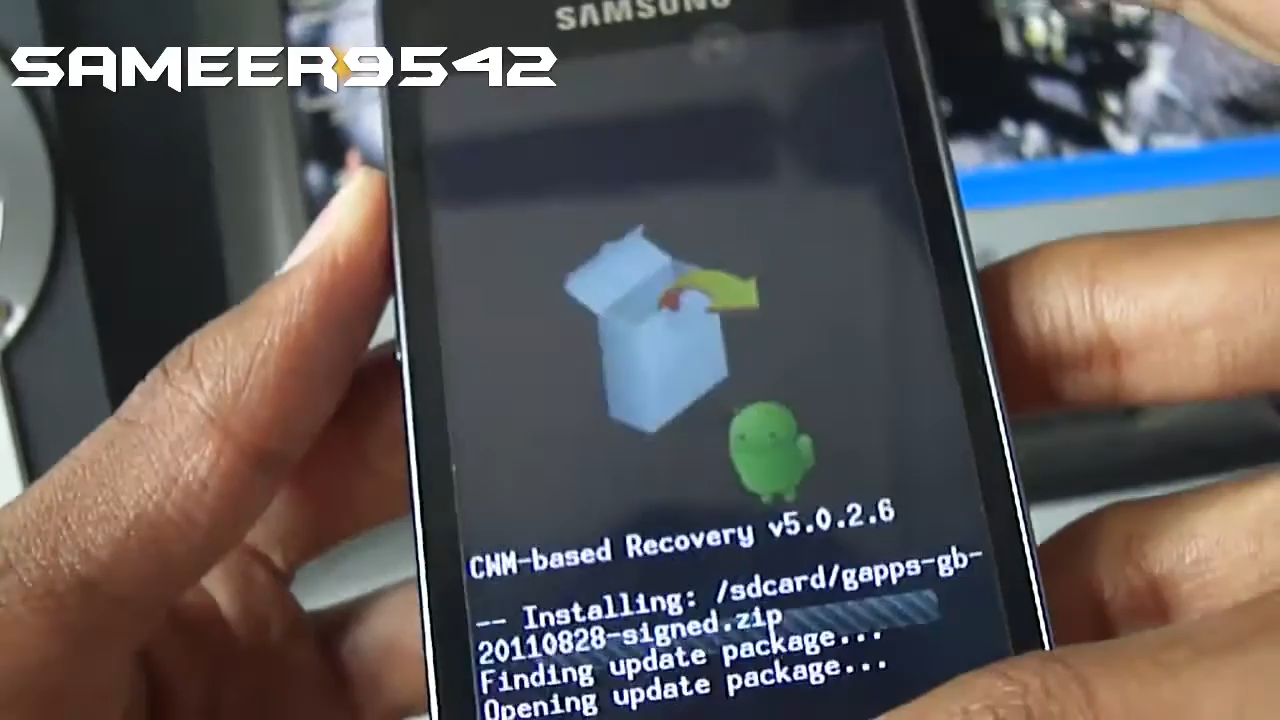 SAMSUNG
SAMEER9542
CWM-based Recovery v5.0.2.6
-- Installing: /sdcard/gapps-gb-
20110828-signed.zip
Finding update package...
Opening update package...